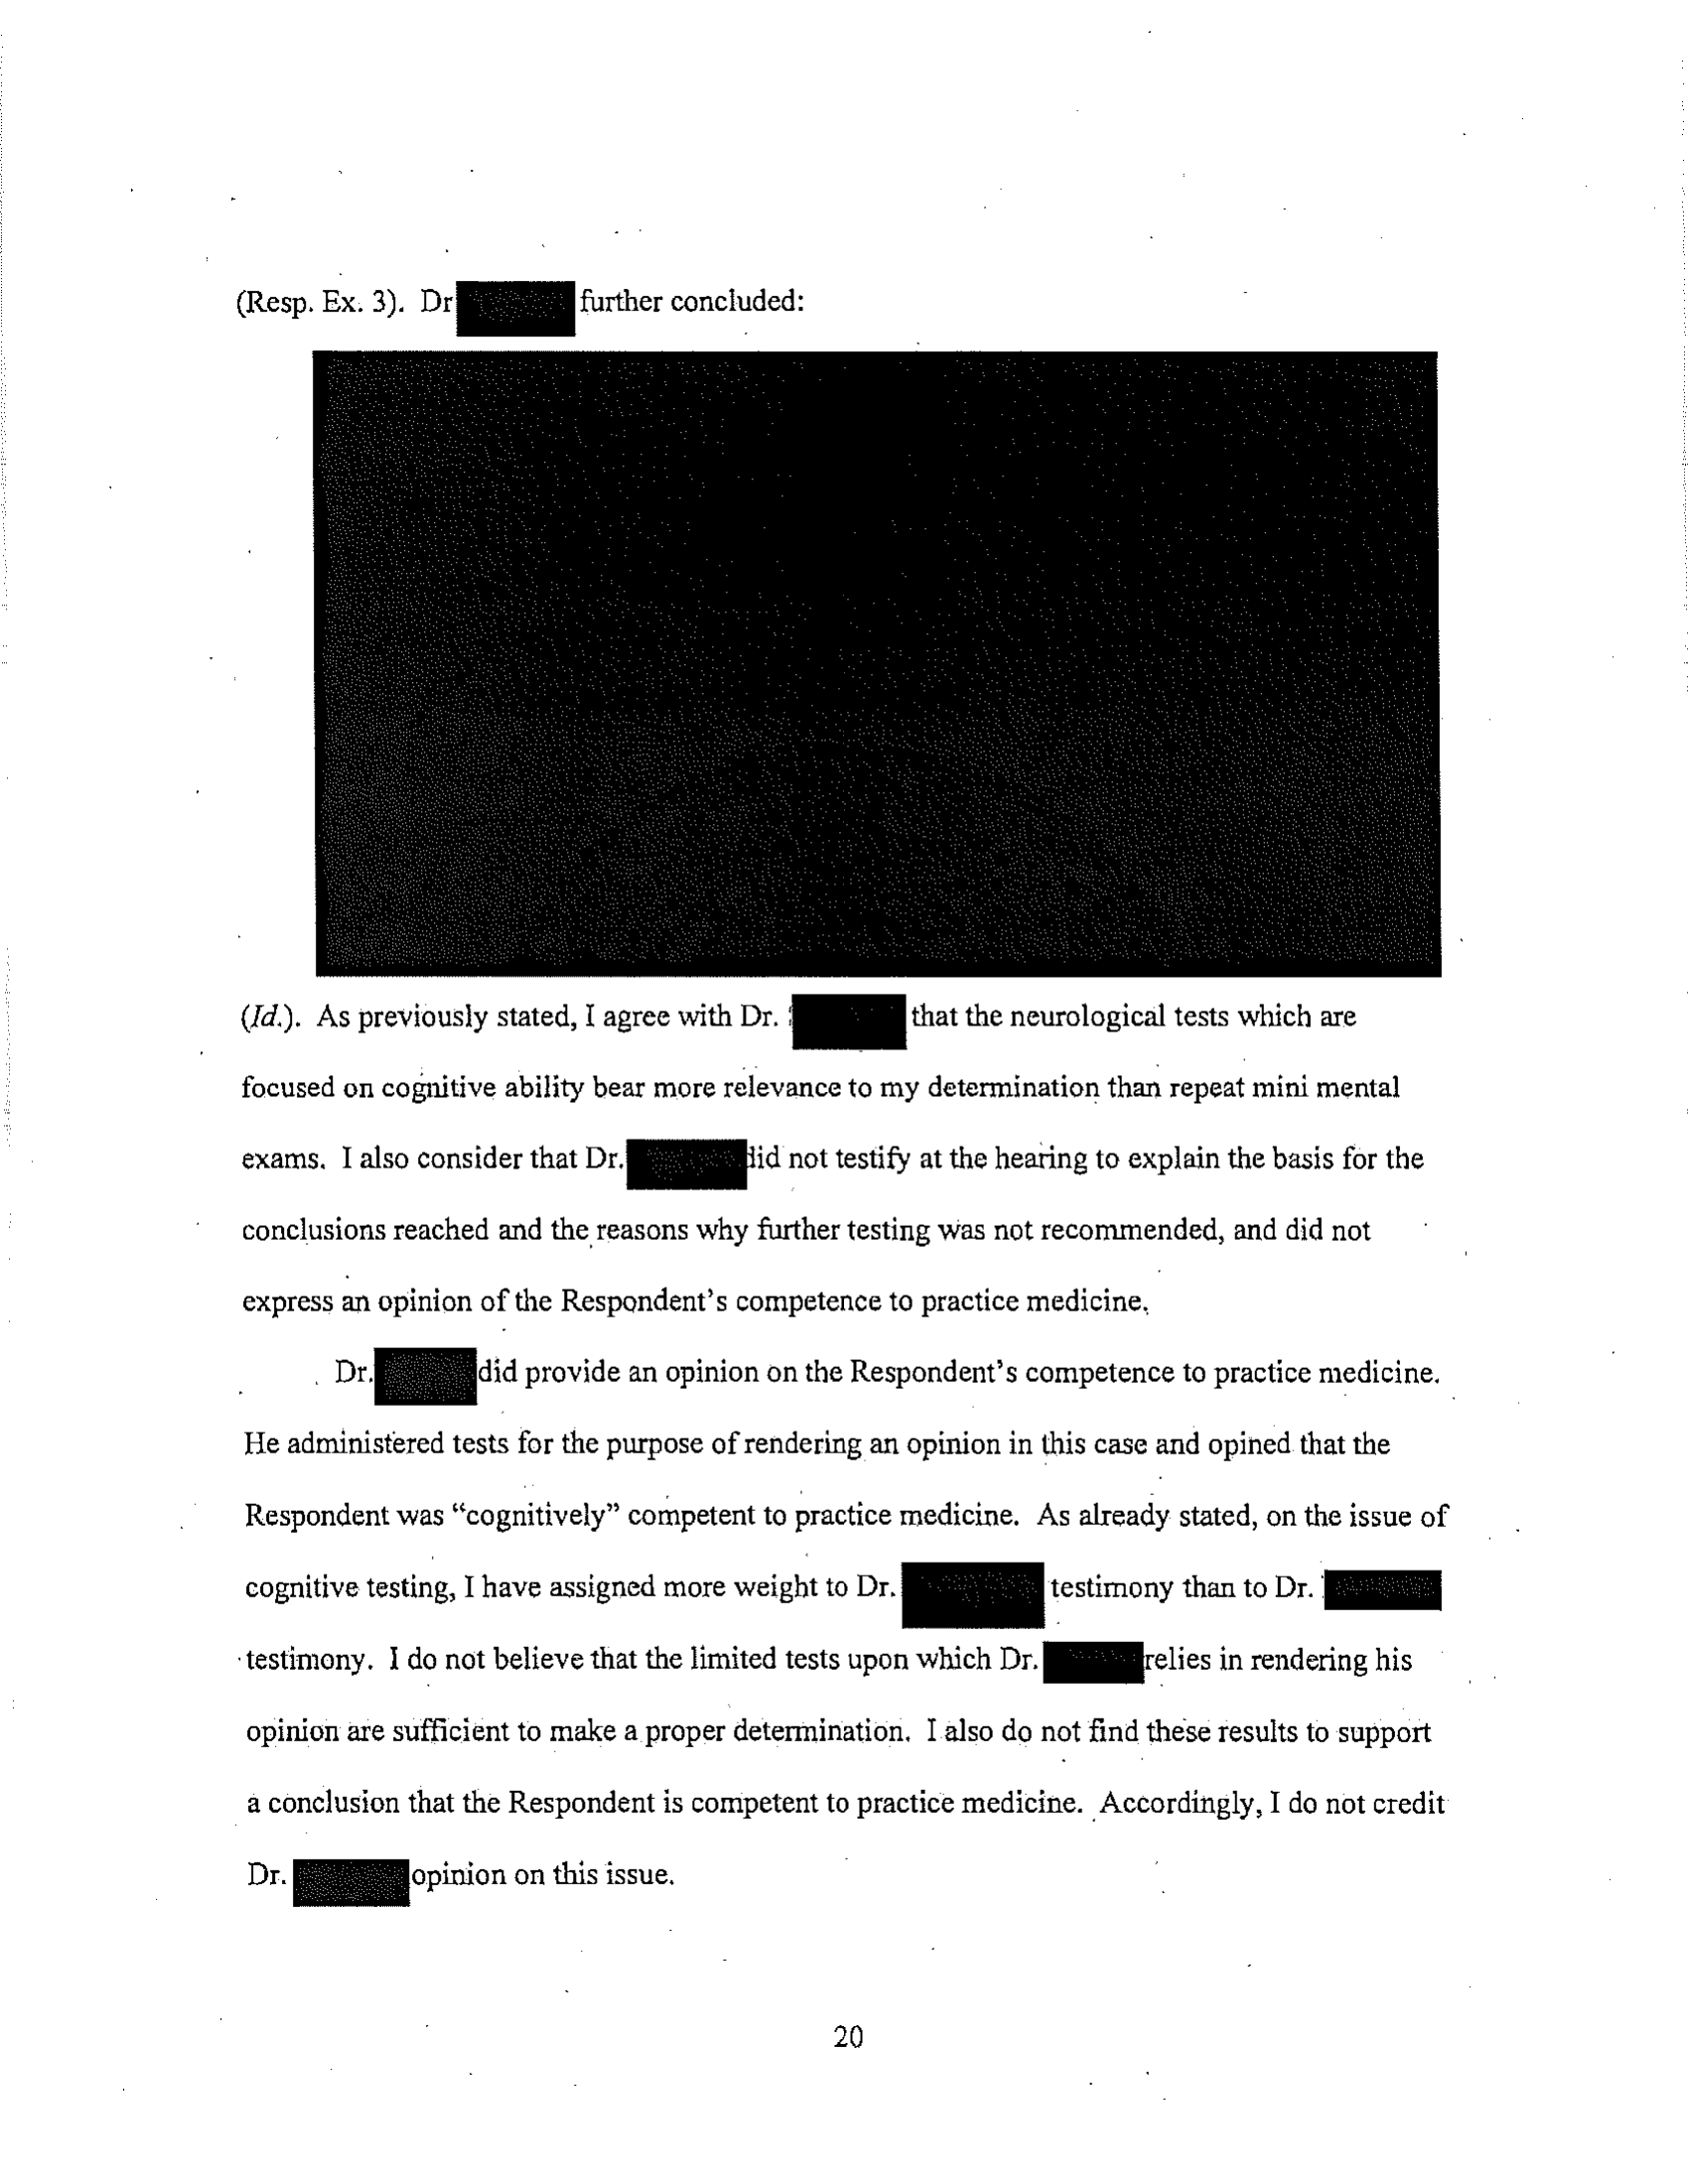 (Resp. Ex. 3). Dr further concluded:
(Id.). As previously stated, I agree with Dr. that the neurological tests which are
focused on cognitive ability bear more relevance to my determination than repeat mini mental
exams. I also consider that Dr. did not testify at the hearing to explain the basis for the
conclusions reached and the reasons why further testing was not recommended, and did not
express an opinion of the Respondent's competence to practice medicine.
Dr. did provide an opinion on the Respondent's competence to practice medicine.
He administered tests for the purpose of rendering an opinion in this case and opined that the
Respondent was “cognitively” competent to practice medicine. As already stated, on the issue of
cognitive testing, I have assigned more weight to Dr. testimony than to Dr.
testimony. I do not believe that the limited tests upon which Dr. relies in rendering his
opinion are sufficient to make a proper determination. I also do not find these results to support
a conclusion that the Respondent is competent to practice medicine. Accordingly, I do not credit
Dr. opinion on this issue.
20